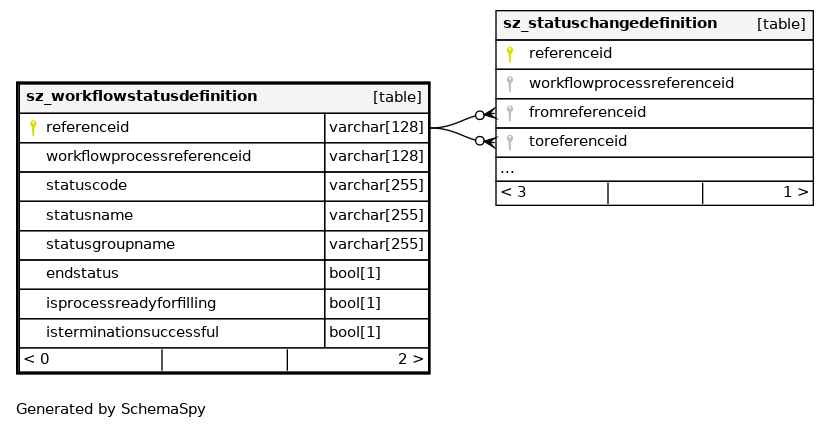 sz_statuschangedefinition [table]
referenceid
workflowprocessreferenceid
fromreferenceid
toreferenceid
...
< 3 1 >
sz_workflowstatusdefinition [table]
referenceid varchar[128]
workflowprocessreferenceid varchar[128]
statuscode varchar[255]
statusname varchar[255]
statusgroupname varchar[255]
endstatus bool[1]
isprocessreadyforfilling bool[1]
isterminationsuccessful bool[1]
< 0 2 >
Generated by SchemaSpy